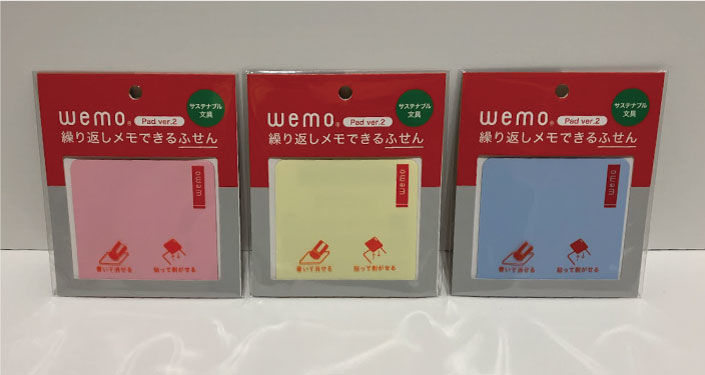 wemo® Pad ver.2
サステナブル
文具
繰り返しメモできるふせん
wemo
書いて消せる
貼って剥がせる
wemo® Pad ver.2
サステナブル
文具
繰り返しメモできるふせん
wemo
書いて消せる
貼って剥がせる
wemo® Pad ver.2
サステナブル
文具
繰り返しメモできるふせん
wemo
書いて消せる
貼って剥がせる